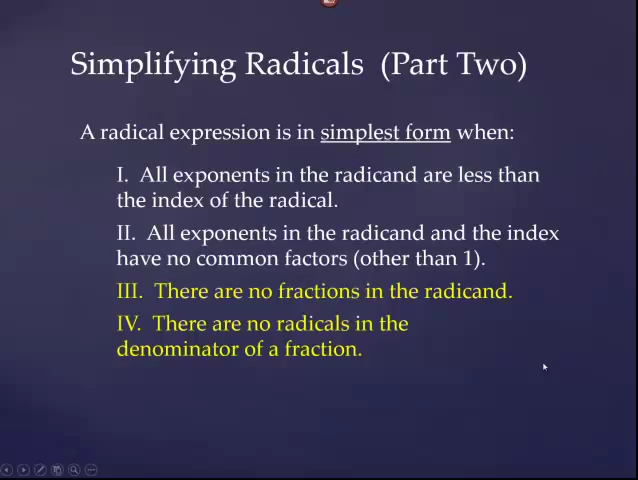 Simplifying Radicals (Part Two)
A radical expression is in simplest form when:
I. All exponents in the radicand are less than
the index of the radical.
II. All exponents in the radicand and the index
have no common factors (other than 1).
III. There are no fractions in the radicand.
IV. There are no radicals in the
denominator of a fraction.